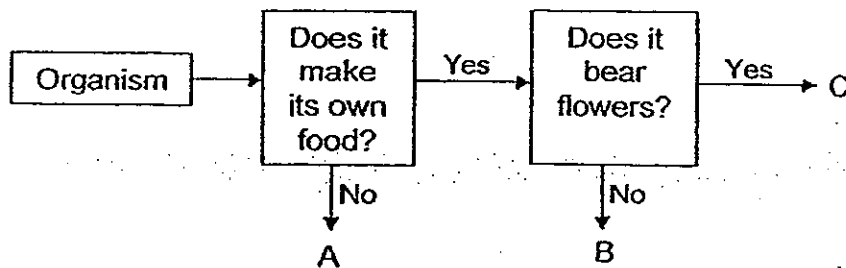 Organism
Does it
make
its own
food?
Yes
Does it
bear
flowers?
Yes
C
No
A
No
B